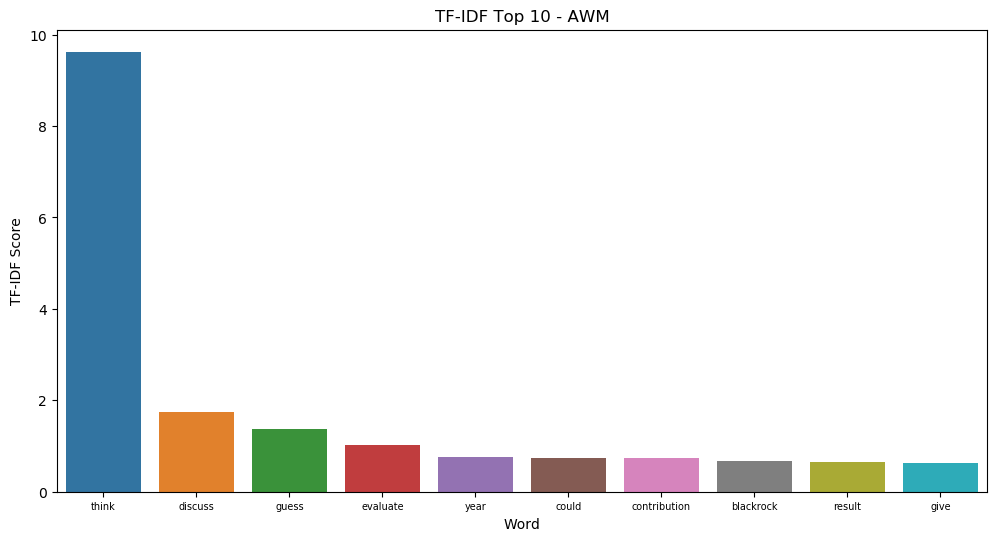 TF-IDF Top 10 - AWM
TF-IDF Score
10
8
6
4
2
0
think discuss guess evaluate year could contribution blackrock result give
Word